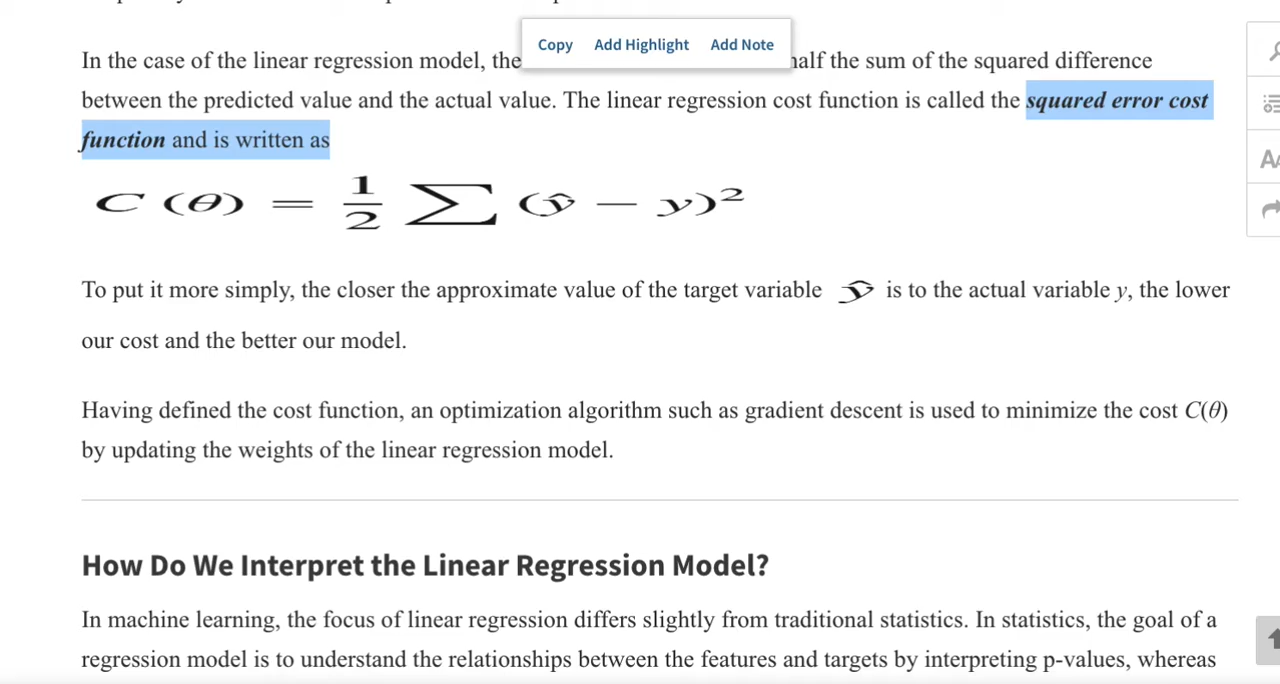 Copy Add Highlight Add Note
In the case of the linear regression model, the half the sum of the squared difference
between the predicted value and the actual value. The linear regression cost function is called the squared error cost
function and is written as
C (θ) = 1/2 ∑ (ŷ − y)²
To put it more simply, the closer the approximate value of the target variable ŷ is to the actual variable y, the lower
our cost and the better our model.
Having defined the cost function, an optimization algorithm such as gradient descent is used to minimize the cost C(θ)
by updating the weights of the linear regression model.
How Do We Interpret the Linear Regression Model?
In machine learning, the focus of linear regression differs slightly from traditional statistics. In statistics, the goal of a
regression model is to understand the relationships between the features and targets by interpreting p-values, whereas